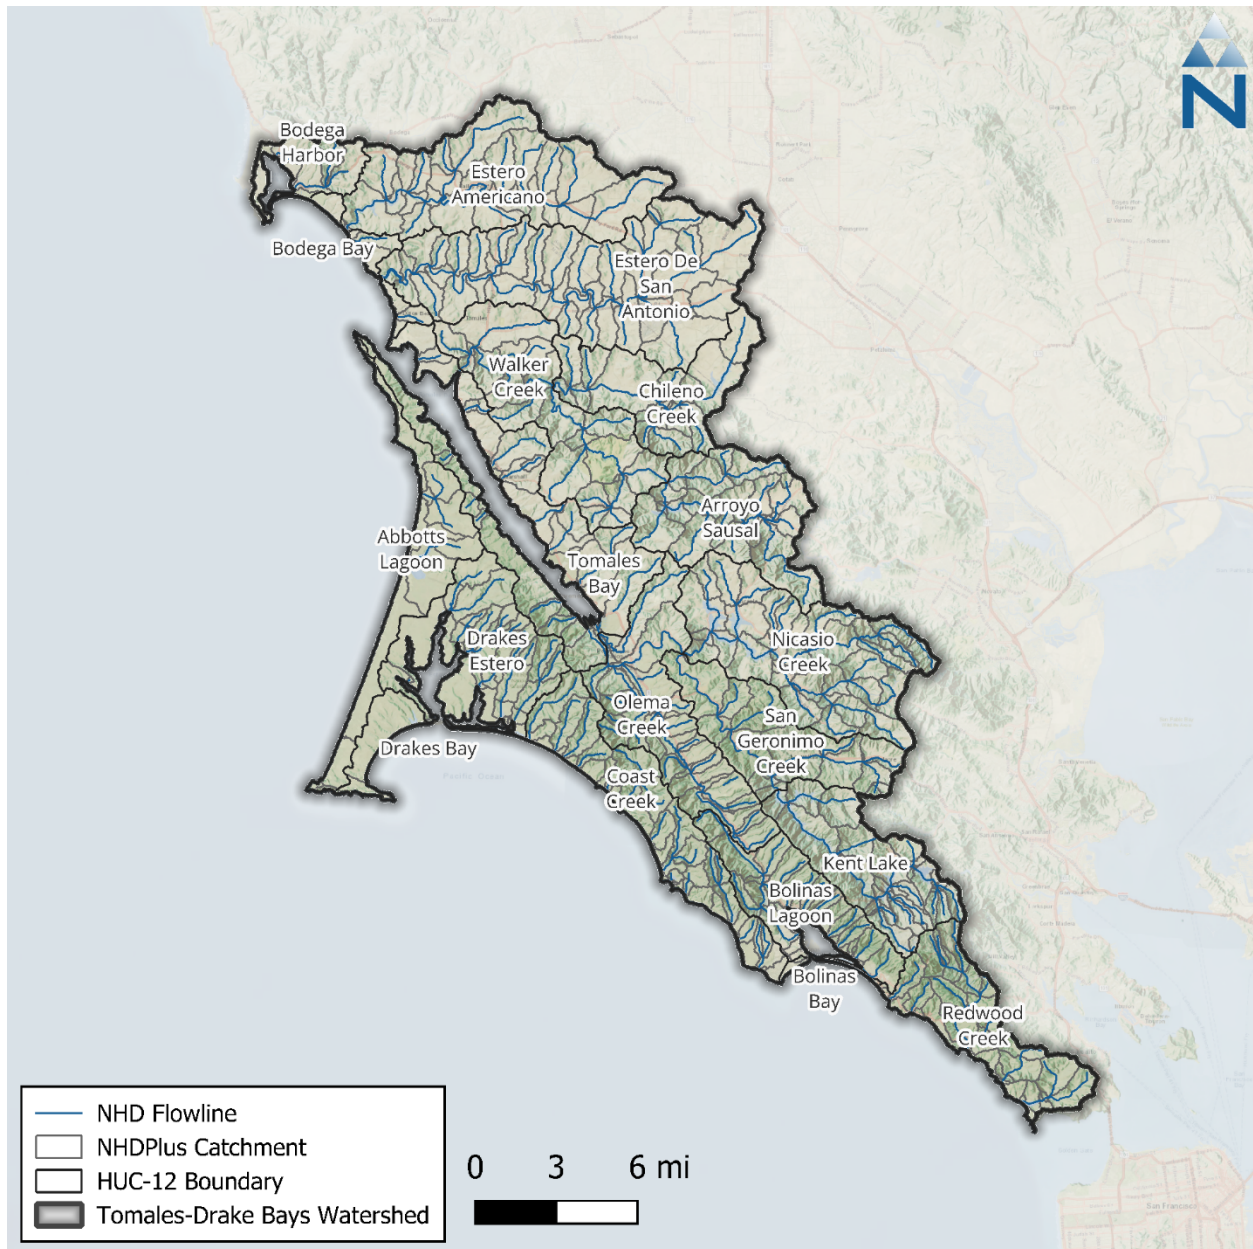 N
Bodega
Harbor
Estero
Americano
Bodega Bay
Estero De
San
Antonio
Walker
Creek
Chileno
Creek
Arroyo
Sausal
Abbotts
Lagoon
Tomales
Bay
Drakes
Estero
Nicasio
Creek
Olema
Creek
San
Geronimo
Creek
Drakes Bay
Coast
Creek
Kent Lake
Bolinas
Lagoon
Bolinas
Bay
Redwood
Creek
San Francisco
NHD Flowline
NHDPlus Catchment
HUC-12 Boundary
Tomales-Drake Bays Watershed
0 3 6 mi